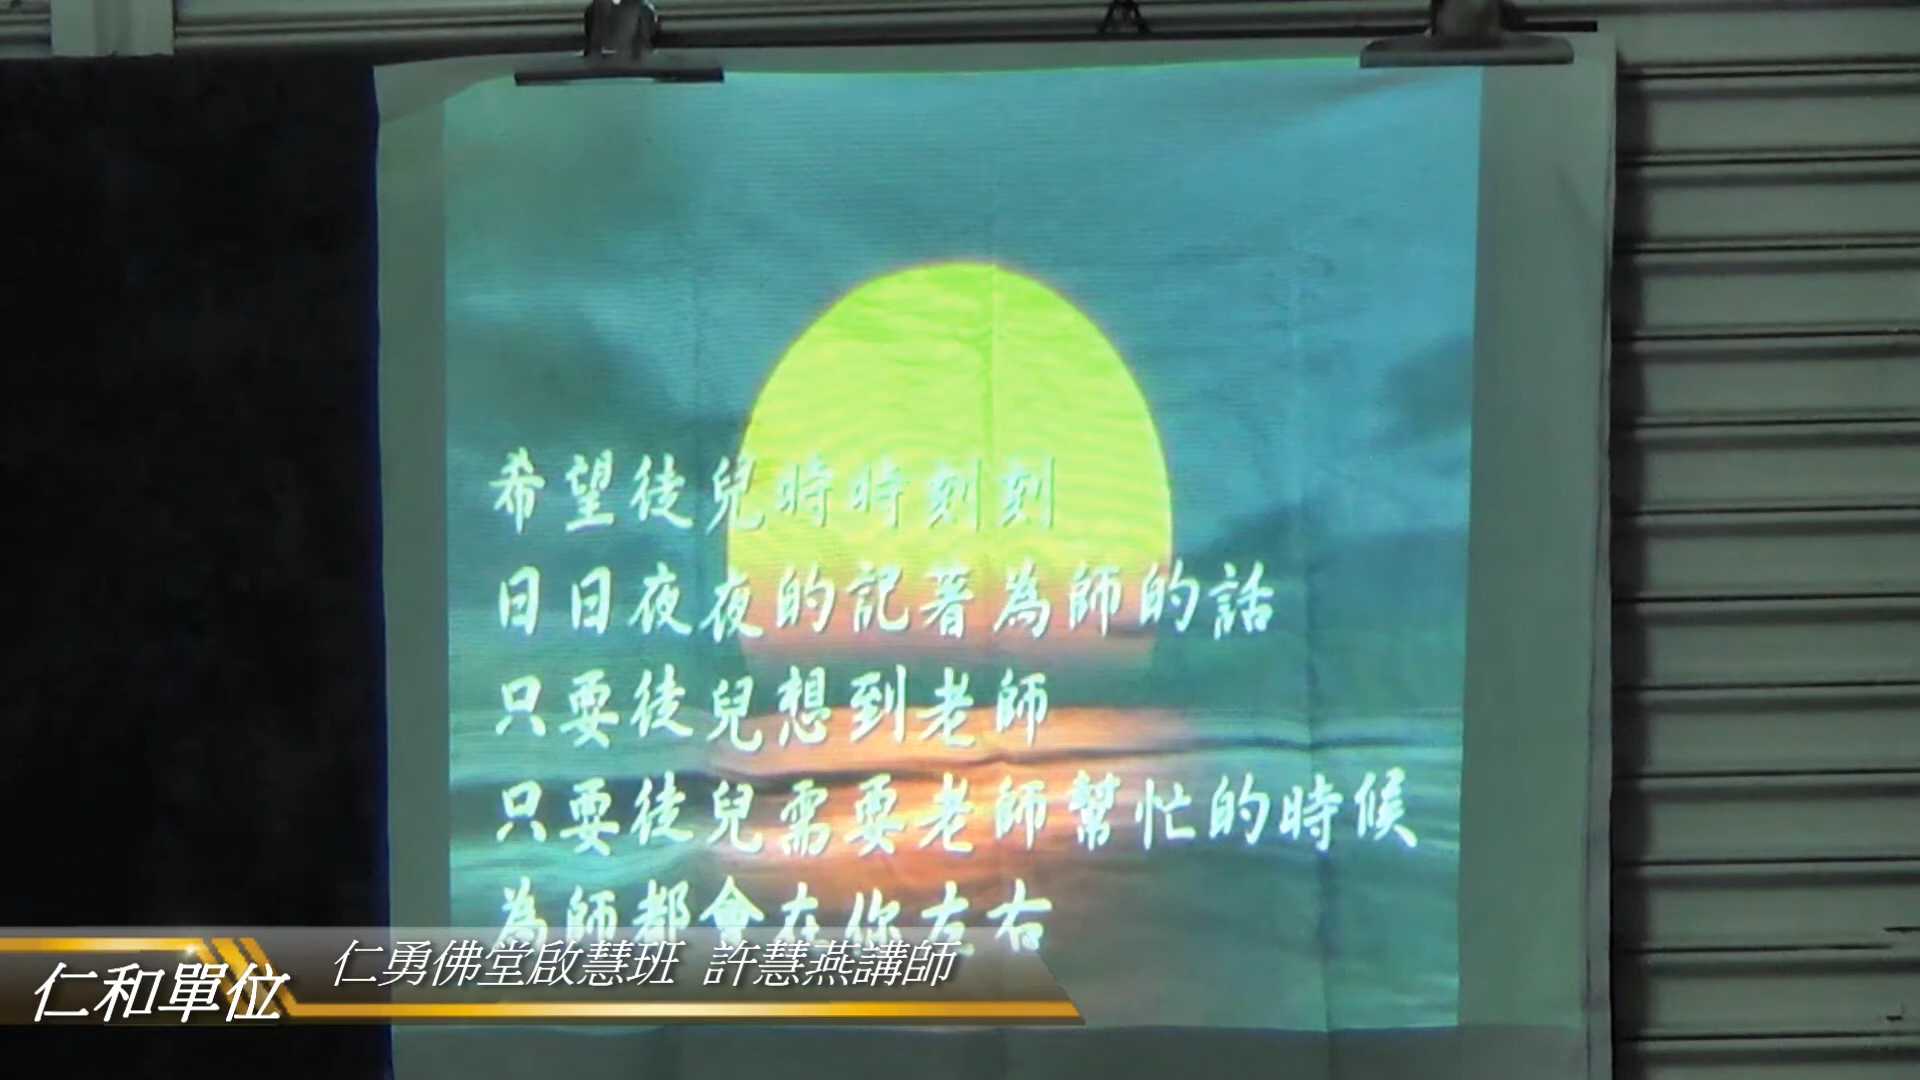 希望徒兒時時刻刻
日日夜夜的記著為師的話
只要徒兒想到老師
只要徒兒需要老師幫忙的時候
為師都會在你左右
仁和單位
仁勇佛堂啟慧班 許慧燕講師